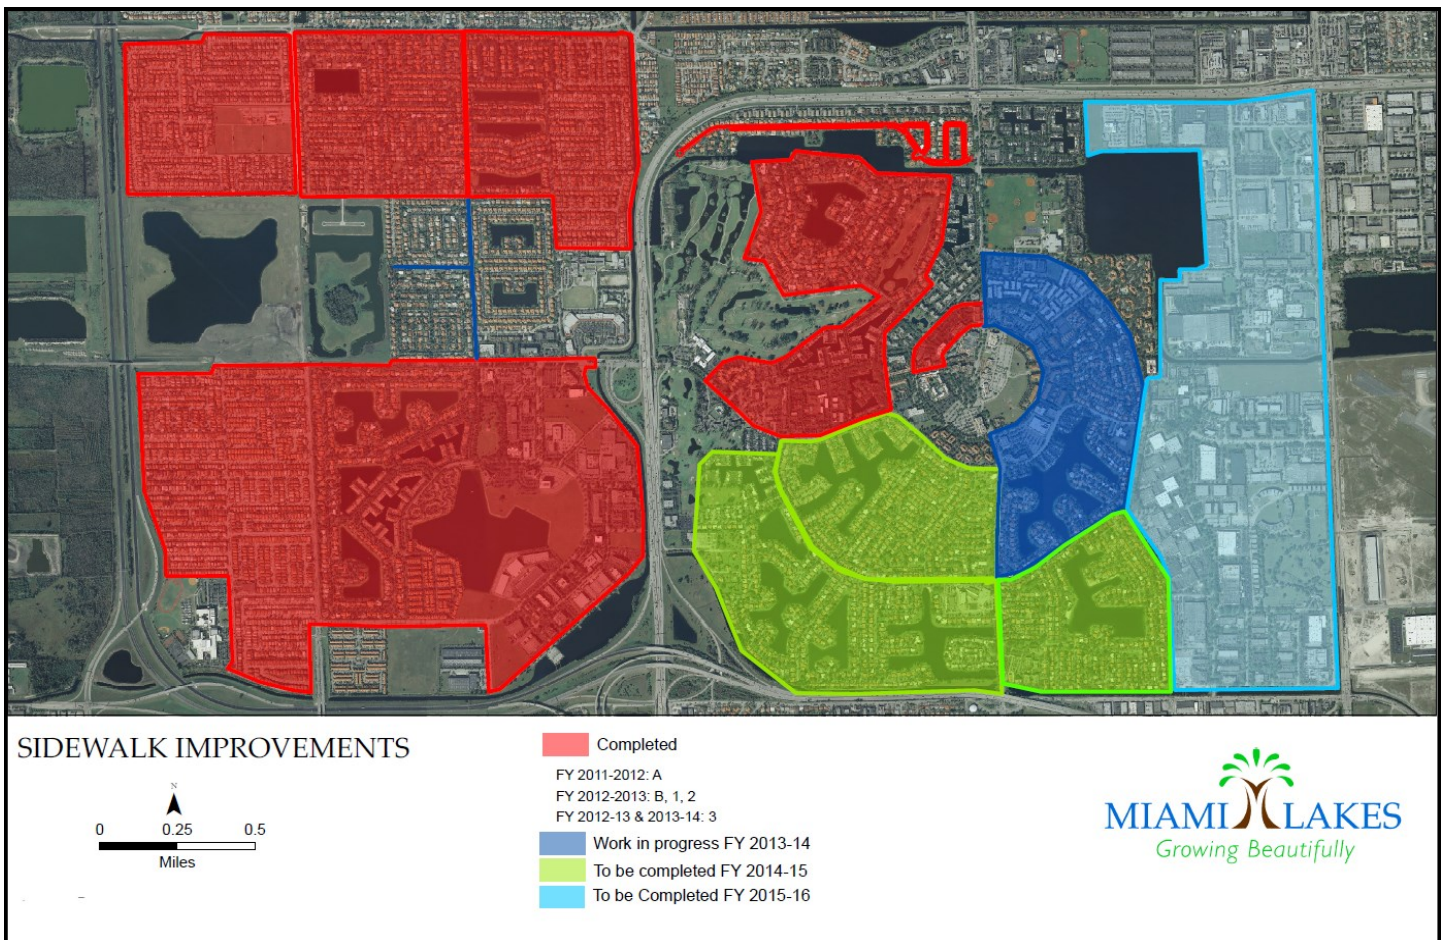 SIDEWALK IMPROVEMENTS
N
0 0.25 0.5
Miles
Completed
FY 2011-2012: A
FY 2012-2013: B, 1, 2
FY 2012-13 & 2013-14: 3
Work in progress FY 2013-14
To be completed FY 2014-15
To be Completed FY 2015-16
MIAMI LAKES
Growing Beautifully